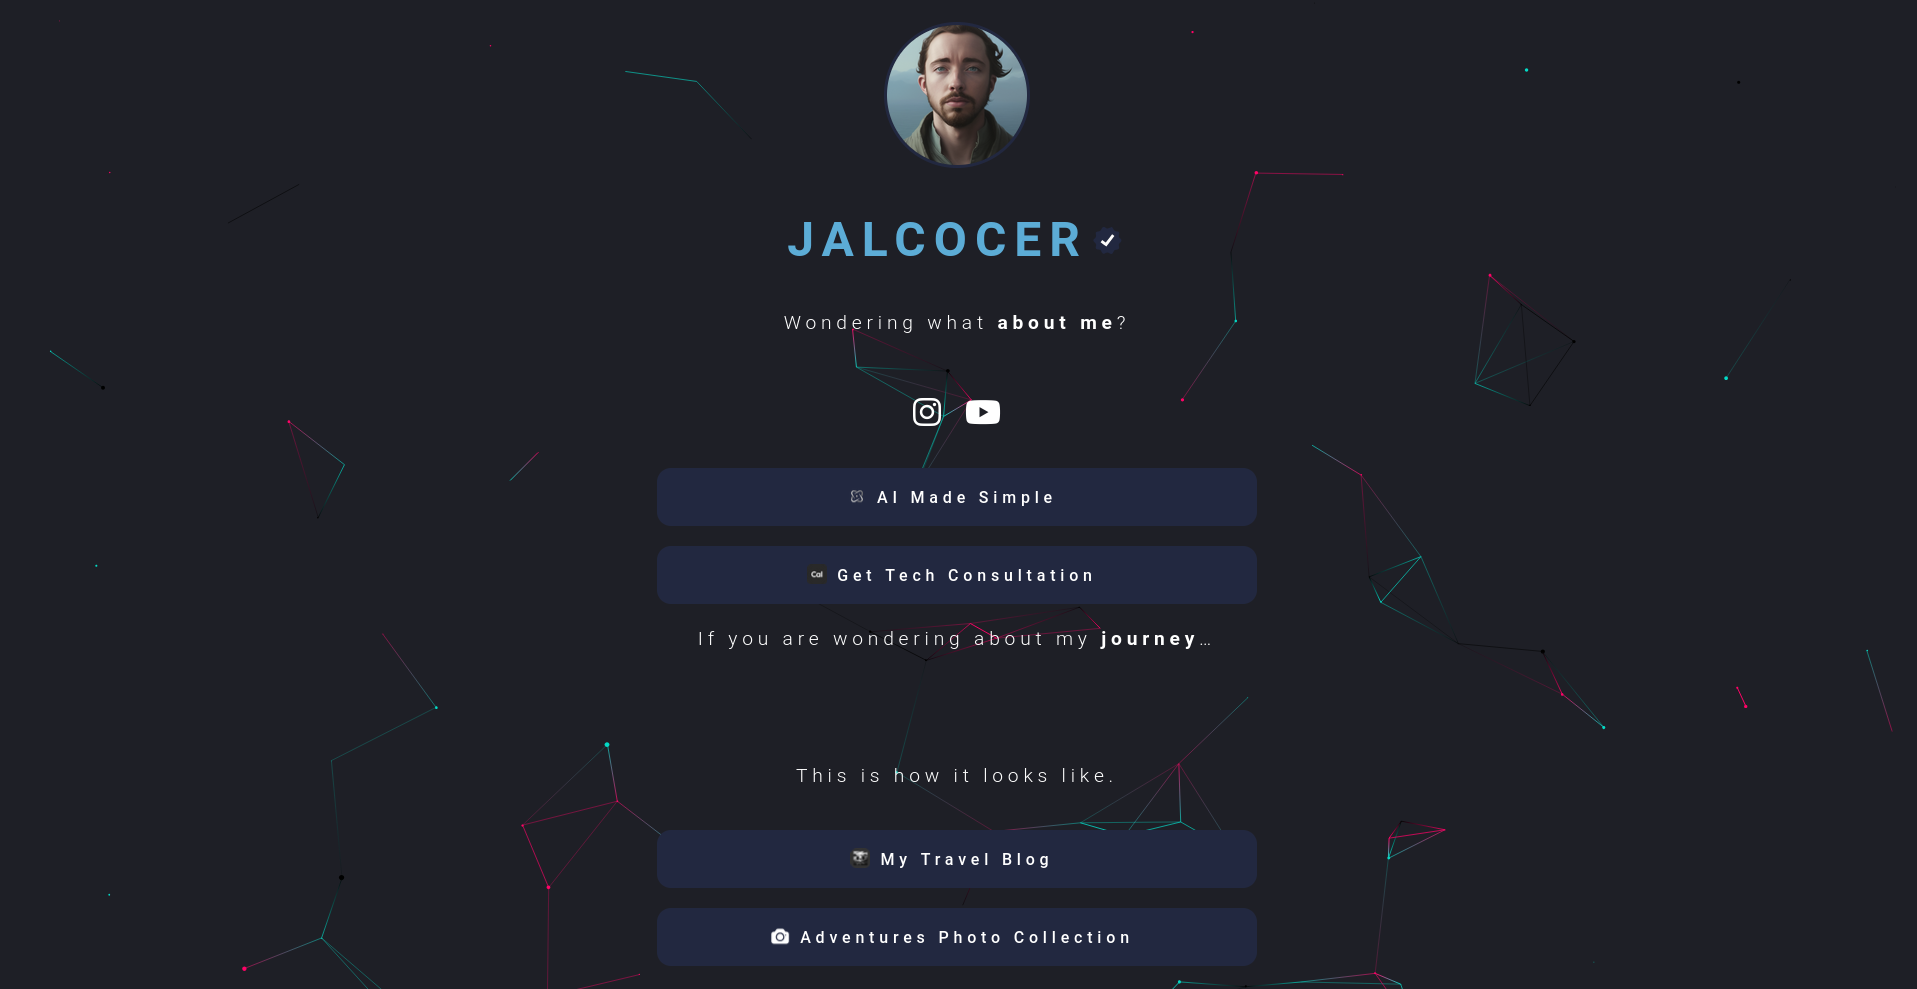 JALCOCER
Wondering what about me?
AI Made Simple
Cal Get Tech Consultation
If you are wondering about my journey…
This is how it looks like.
My Travel Blog
Adventures Photo Collection